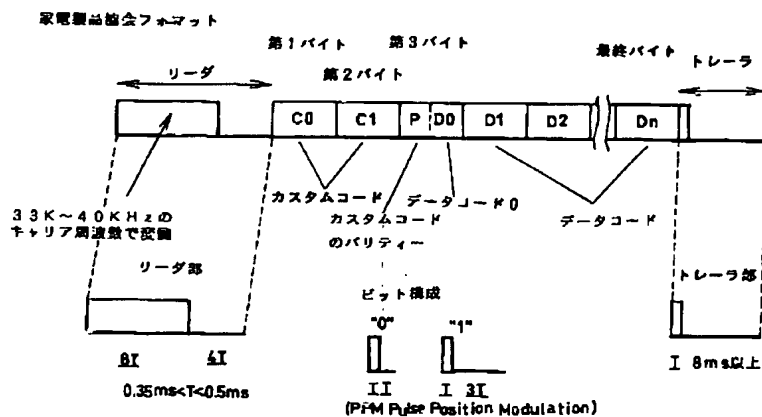 家電製品協会フォーマット
第1バイト 第3バイト
リーダ 第2バイト 最終バイト トレーラ
C0 C1 P D0 D1 D2 Dn
カスタムコード データコード0
カスタムコード データコード
のパリティー
33K〜40KHzの
キャリア周波数で変調
リーダ部 トレーラ部
ビット構成
"0" "1"
8T 4T T T T 3T T 8ms以上
0.35ms<T<0.5ms
Pulse Position Modulation)